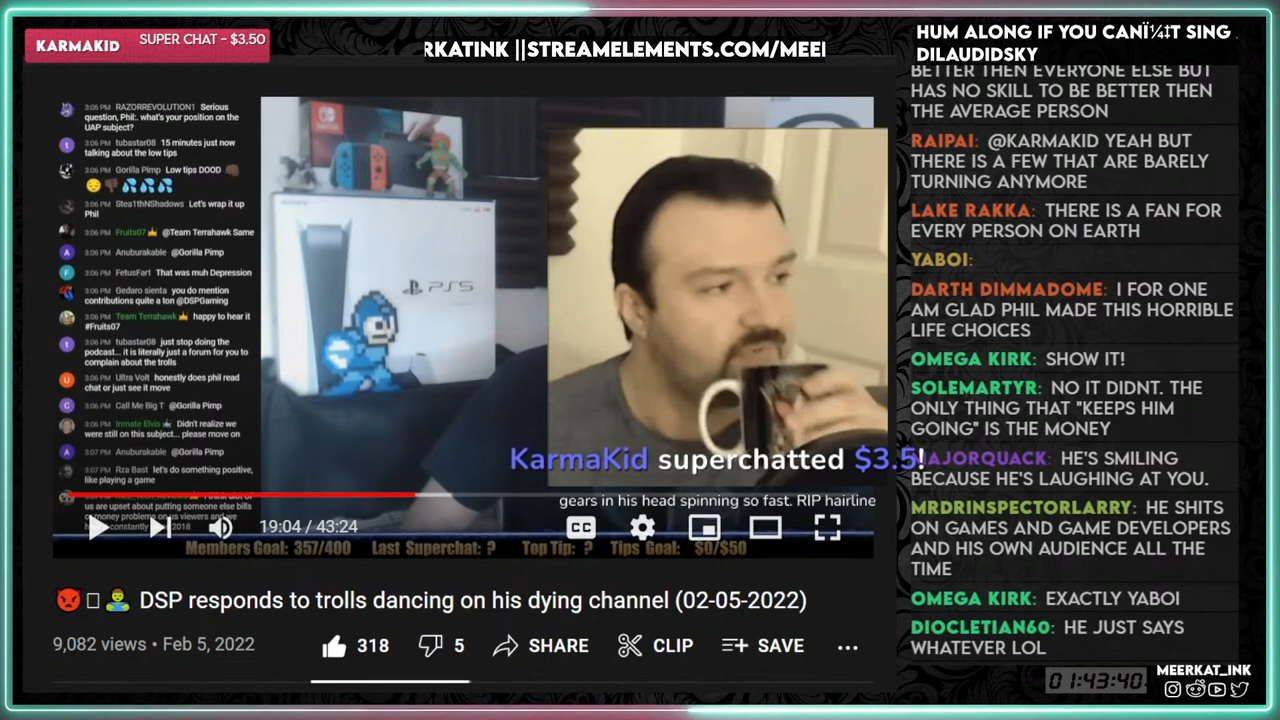 KARMAKID SUPER CHAT - $3.50
RKATINK ||STREAMELEMENTS.COM/MEE
HUM ALONG IF YOU CANÏ¼‡T SING
DILAUDIDSKY
3:06 PM RAZORREVOLUTION1 Serious
question, Phil:. what's your position on the
UAP subject?
3:06 PM tubastar08 15 minutes just now
talking about the low tips
3:06 PM Gorilla Pimp Low tips DOOD
3:06 PM Stea1thNShadows Let's wrap it up
Phil
3:06 PM Fruits07 @Team Terrahawk Same
3:06 PM Anuburakable @Gorilla Pimp
3:06 PM FetusFart That was muh Depression
3:06 PM Gedaro sienta you do mention
contributions quite a ton @DSPGaming
3:06 PM Team Terrahawk happy to hear it
#Fruits07
3:06 PM tubastar08 just stop doing the
podcast... it is literally just a forum for you to
complain about the trolls
3:06 PM Ultra Volt honestly does phil read
chat or just see it move
3:06 PM Call Me Big T @Gorilla Pimp
3:06 PM Inmate Elvis Didn't realize we
were still on this subject... please move on
3:07 PM Anuburakable @Gorilla Pimp
3:07 PM Rza Bast let's do something positive,
like playing a game
us are upset about putting someone else bills
2018
SONY
PS5
KarmaKid superchatted $3.5!
gears in his head spinning so fast. RIP hairline
19:04 / 43:24
CC
Members Goal: 357/400 Last Superchat: ? Top Tip: ? Tips Goal: $0/$50
DSP responds to trolls dancing on his dying channel (02-05-2022)
9,082 views • Feb 5, 2022
318 5 SHARE CLIP SAVE
BETTER THEN EVERYONE ELSE BUT
HAS NO SKILL TO BE BETTER THEN
THE AVERAGE PERSON
RAIPAI: @KARMAKID YEAH BUT
THERE IS A FEW THAT ARE BARELY
TURNING ANYMORE
LAKE RAKKA: THERE IS A FAN FOR
EVERY PERSON ON EARTH
YABOI:
DARTH DIMMADOME: I FOR ONE
AM GLAD PHIL MADE THIS HORRIBLE
LIFE CHOICES
OMEGA KIRK: SHOW IT!
SOLEMARTYR: NO IT DIDNT. THE
ONLY THING THAT "KEEPS HIM
GOING" IS THE MONEY
MAJORQUACK: HE'S SMILING
BECAUSE HE'S LAUGHING AT YOU.
MRDRINSPECTORLARRY: HE SHITS
ON GAMES AND GAME DEVELOPERS
AND HIS OWN AUDIENCE ALL THE
TIME
OMEGA KIRK: EXACTLY YABOI
DIOCLETIAN60: HE JUST SAYS
WHATEVER LOL
01:43:40
MEERKAT_INK